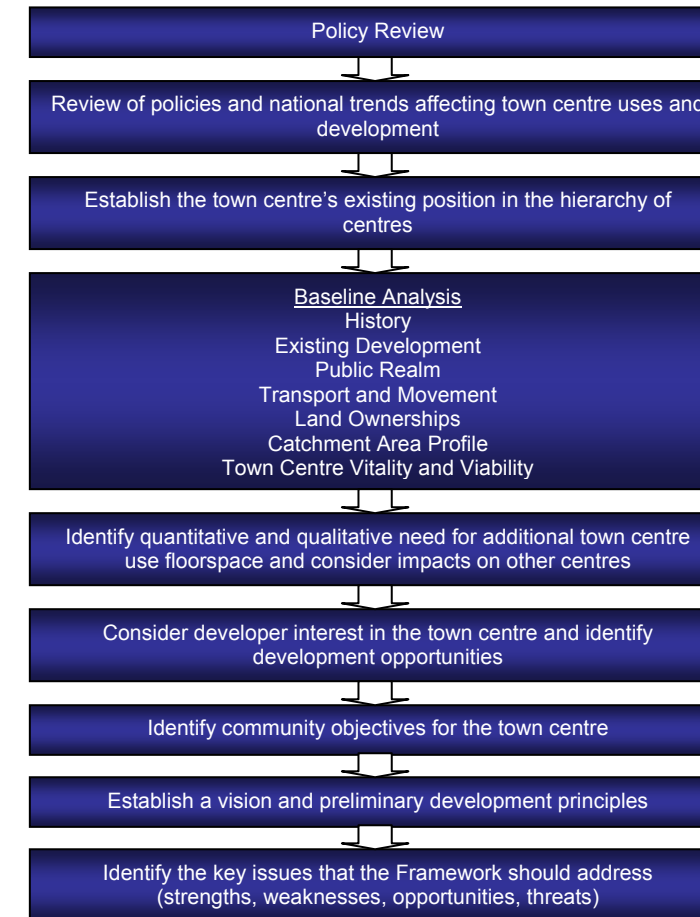 Policy Review
Review of policies and national trends affecting town centre uses and
development
Establish the town centre’s existing position in the hierarchy of
centres
Baseline Analysis
History
Existing Development
Public Realm
Transport and Movement
Land Ownerships
Catchment Area Profile
Town Centre Vitality and Viability
Identify quantitative and qualitative need for additional town centre
use floorspace and consider impacts on other centres
Consider developer interest in the town centre and identify
development opportunities
Identify community objectives for the town centre
Establish a vision and preliminary development principles
Identify the key issues that the Framework should address
(strengths, weaknesses, opportunities, threats)